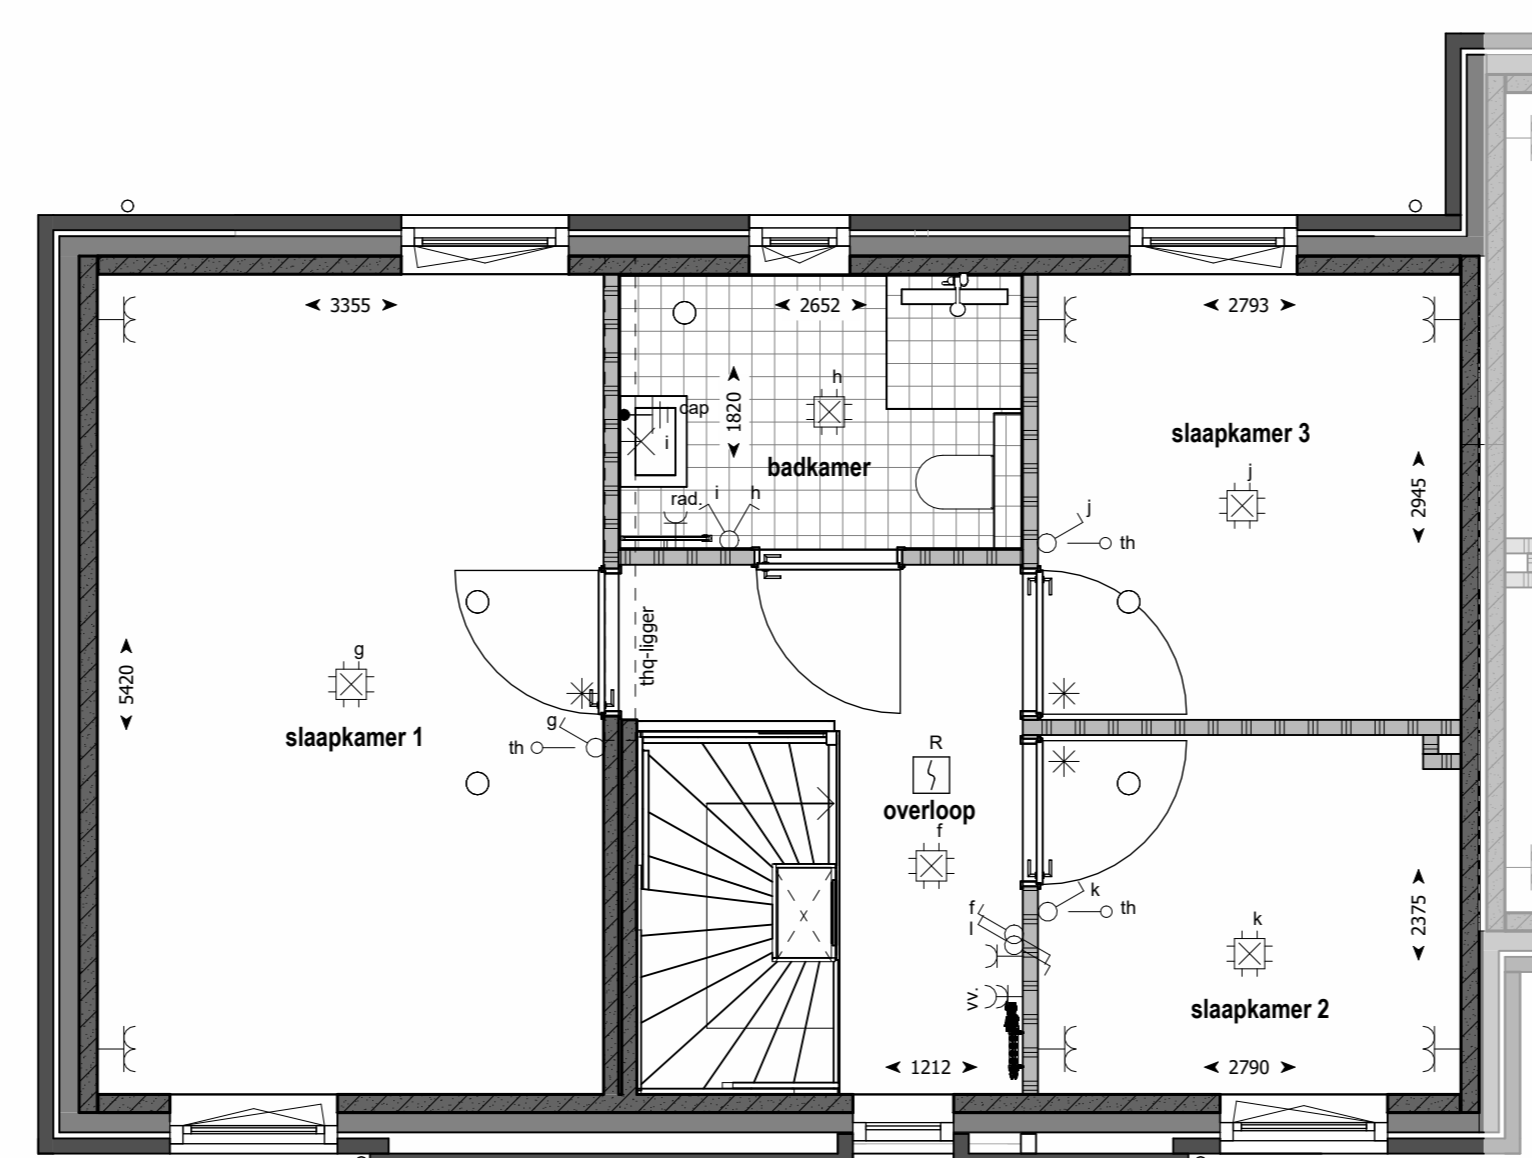 3355
2652
2793
h
cap
1820
i
slaapkamer 3
badkamer
j
2945
rad.
i
h
j
th
thq-ligger
g
5420
slaapkamer 1
g
th
R
overloop
f
k
th
f
l
k
2375
vv.
slaapkamer 2
1212
2790